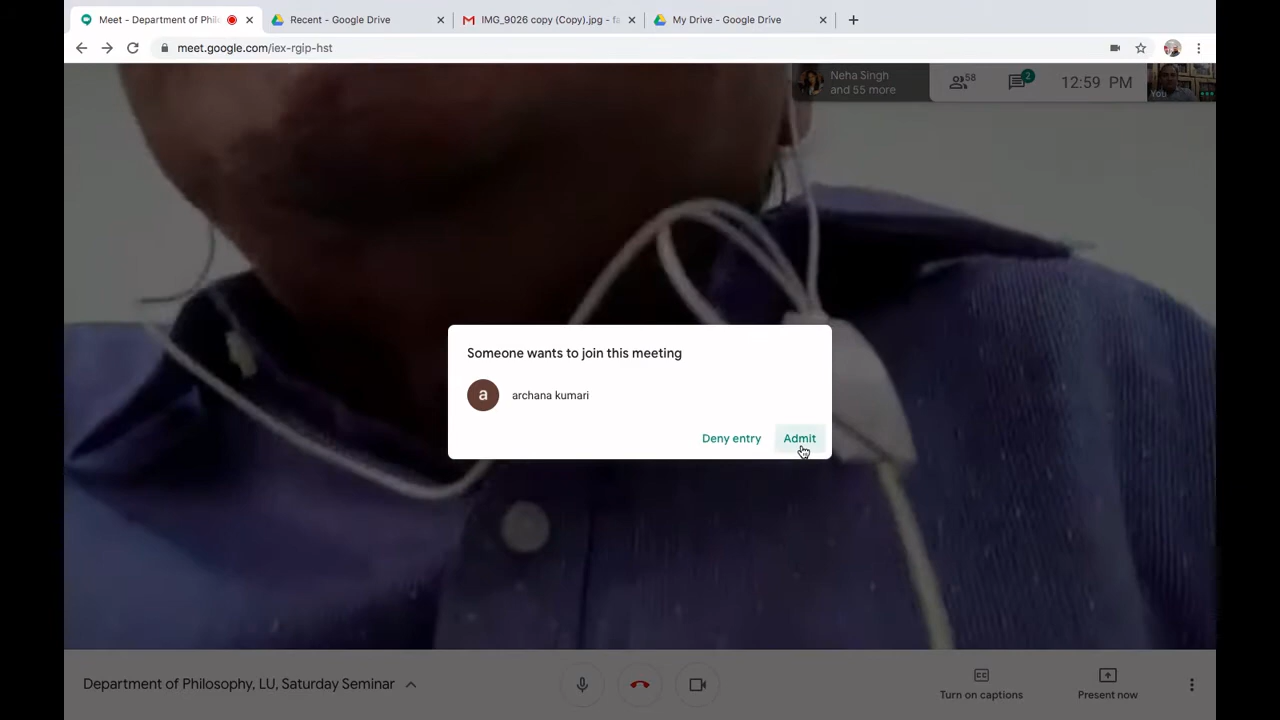 Meet - Department of Phil
Recent - Google Drive
IMG_9026 copy (Copy).jpg - fa
My Drive - Google Drive
meet.google.com/iex-rgip-hst
Neha Singh
and 55 more
58
2
12:59 PM
You
Someone wants to join this meeting
a
archana kumari
Deny entry
Admit
Department of Philosophy, LU, Saturday Seminar
Turn on captions
Present now